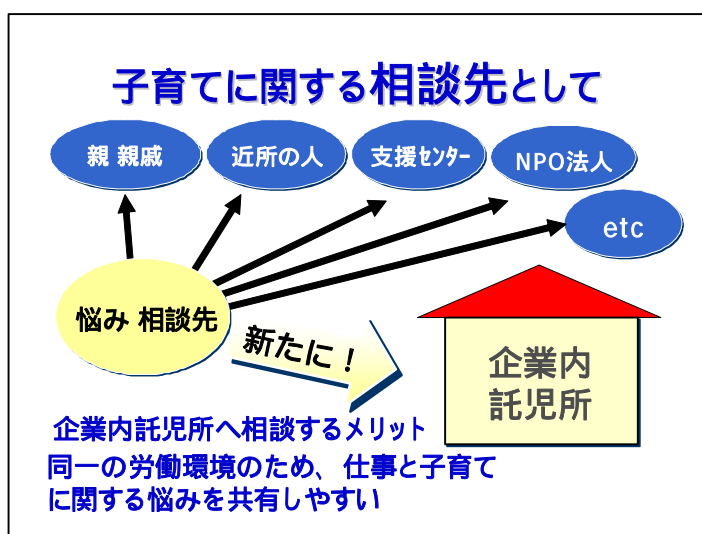 子育てに関する相談先として
親 親戚
近所の人
支援ｾﾝﾀｰ
NPO法人
etc
悩み 相談先
新たに！
企業内
託児所
企業内託児所へ相談するメリット
同一の労働環境のため、仕事と子育て
に関する悩みを共有しやすい